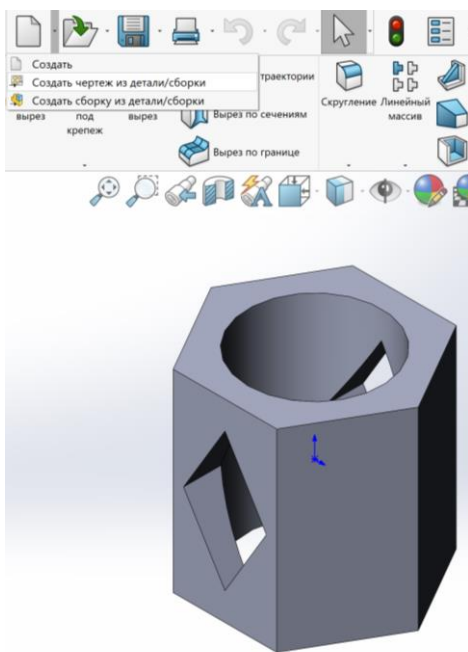 Создать
Создать чертеж из детали/сборки
Создать сборку из детали/сборки
траектории
Скругление Линейный
массив
вырез под вырез
крепеж
Вырез по сечениям
Вырез по границе